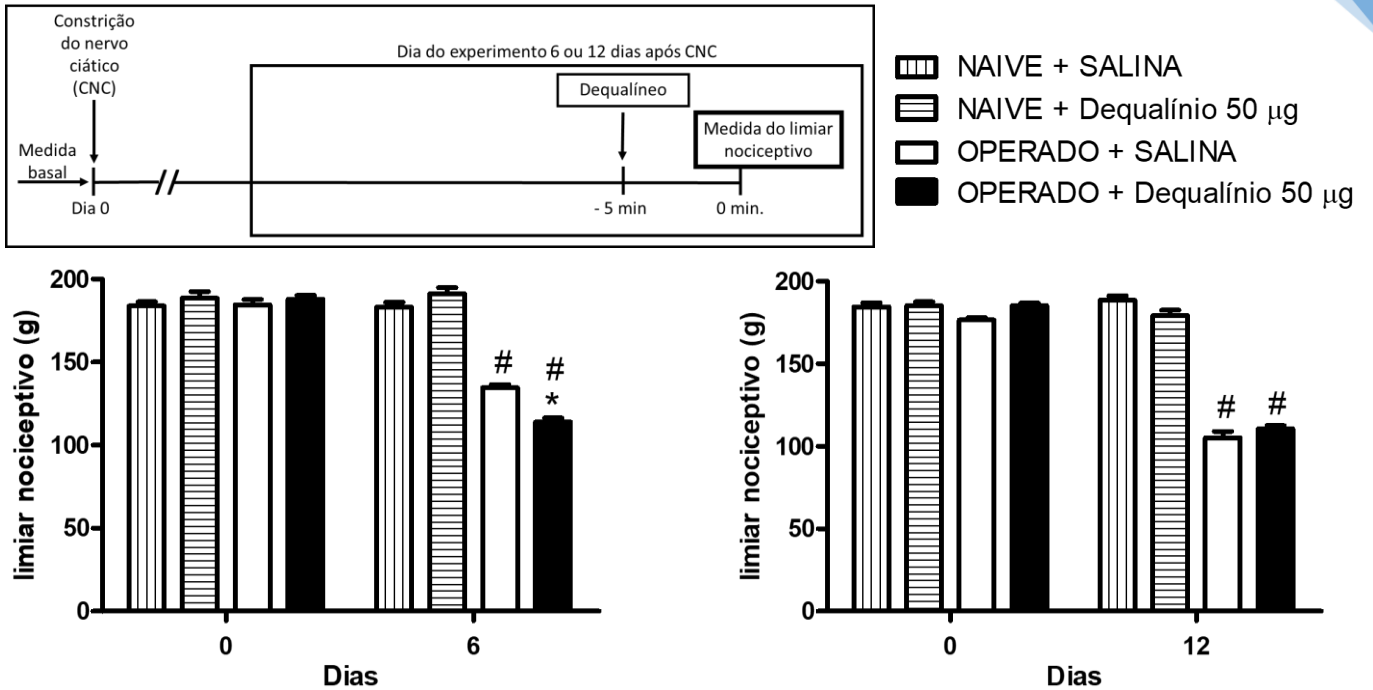 Constrição
do nervo
ciático
(CNC)
Medida
basal
Dia 0
Dia do experimento 6 ou 12 dias após CNC
Dequalíneo
Medida do limiar
nociceptivo
- 5 min
0 min.
NAIVE + SALINA
NAIVE + Dequalínio 50 μg
OPERADO + SALINA
OPERADO + Dequalínio 50 μg
limiar nociceptivo (g)
200
150
100
50
0
#
#
*
0
6
Dias
limiar nociceptivo (g)
200
150
100
50
0
#
#
0
12
Dias